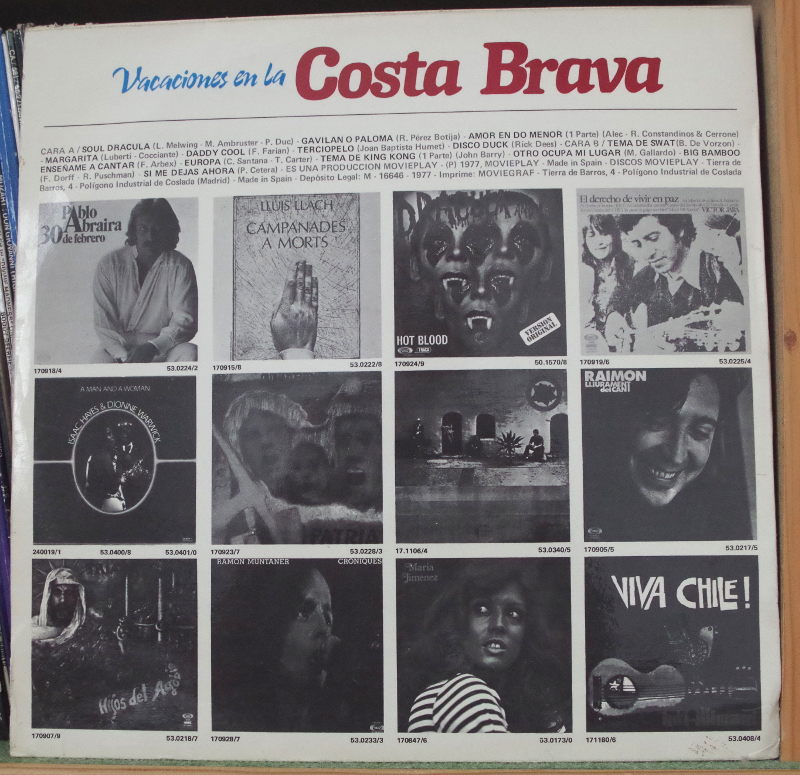 Vacaciones en la Costa Brava
CARA A / SOUL DRACULA (L. Melwing - M. Ambruster - P. Duc) - GAVILAN O PALOMA (R. Pérez Botija) - AMOR EN DO MENOR (1 Parte) (Alec - R. Constandinos & Cerrone)
- MARGARITA (Luberti - Cocciante) - DADDY COOL (F. Farian) - TERCIOPELO (Joan Baptista Humet) - DISCO DUCK (Rick Dees) - CARA B / TEMA DE SWAT (B. De Vorzon) -
ENSEÑAME A CANTAR (F. Arbex) - EUROPA (C. Santana - T. Carter) - TEMA DE KING KONG (1 Parte) (John Barry) - OTRO OCUPA MI LUGAR (M. Gallardo) - BIG BAMBOO
(F. Dorff - R. Puschman) - SI ME DEJAS AHORA (P. Cetera) - ES UNA PRODUCCION MOVIEPLAY - (P) 1977, MOVIEPLAY - Made in Spain - DISCOS MOVIEPLAY - Tierra de
Barros, 4 - Polígono Industrial de Coslada (Madrid) - Made in Spain - Depósito Legal: M - 16646 - 1977 - Imprime: MOVIEGRAF - Tierra de Barros, 4 - Polígono Industrial de Coslada
Pablo
Abraira
30 de febrero
170918/4 53.0224/2
LLUIS LLACH
CAMPANADES
A MORTS
170915/8 53.0222/8
HOT BLOOD
VERSION
ORIGINAL
170924/9 50.1570/8
El derecho de vivir en paz
VICTOR JARA
170919/6 53.0225/4
A MAN AND A WOMAN
ISAAC HAYES & DIONNE WARWICK
240019/1 53.0400/8 53.0401/0
170923/7 53.0228/3
17.1106/4 53.0340/5
RAIMON
LLIURAMENT
del CANT
170905/5 53.0217/5
Hijos del Agobio
170907/9 53.0218/7
RAMON MUNTANER CRONIQUES
170928/7 53.0233/3
Maria
Jimenez
170847/6 53.0173/0
VIVA CHILE!
171180/6 53.0408/4